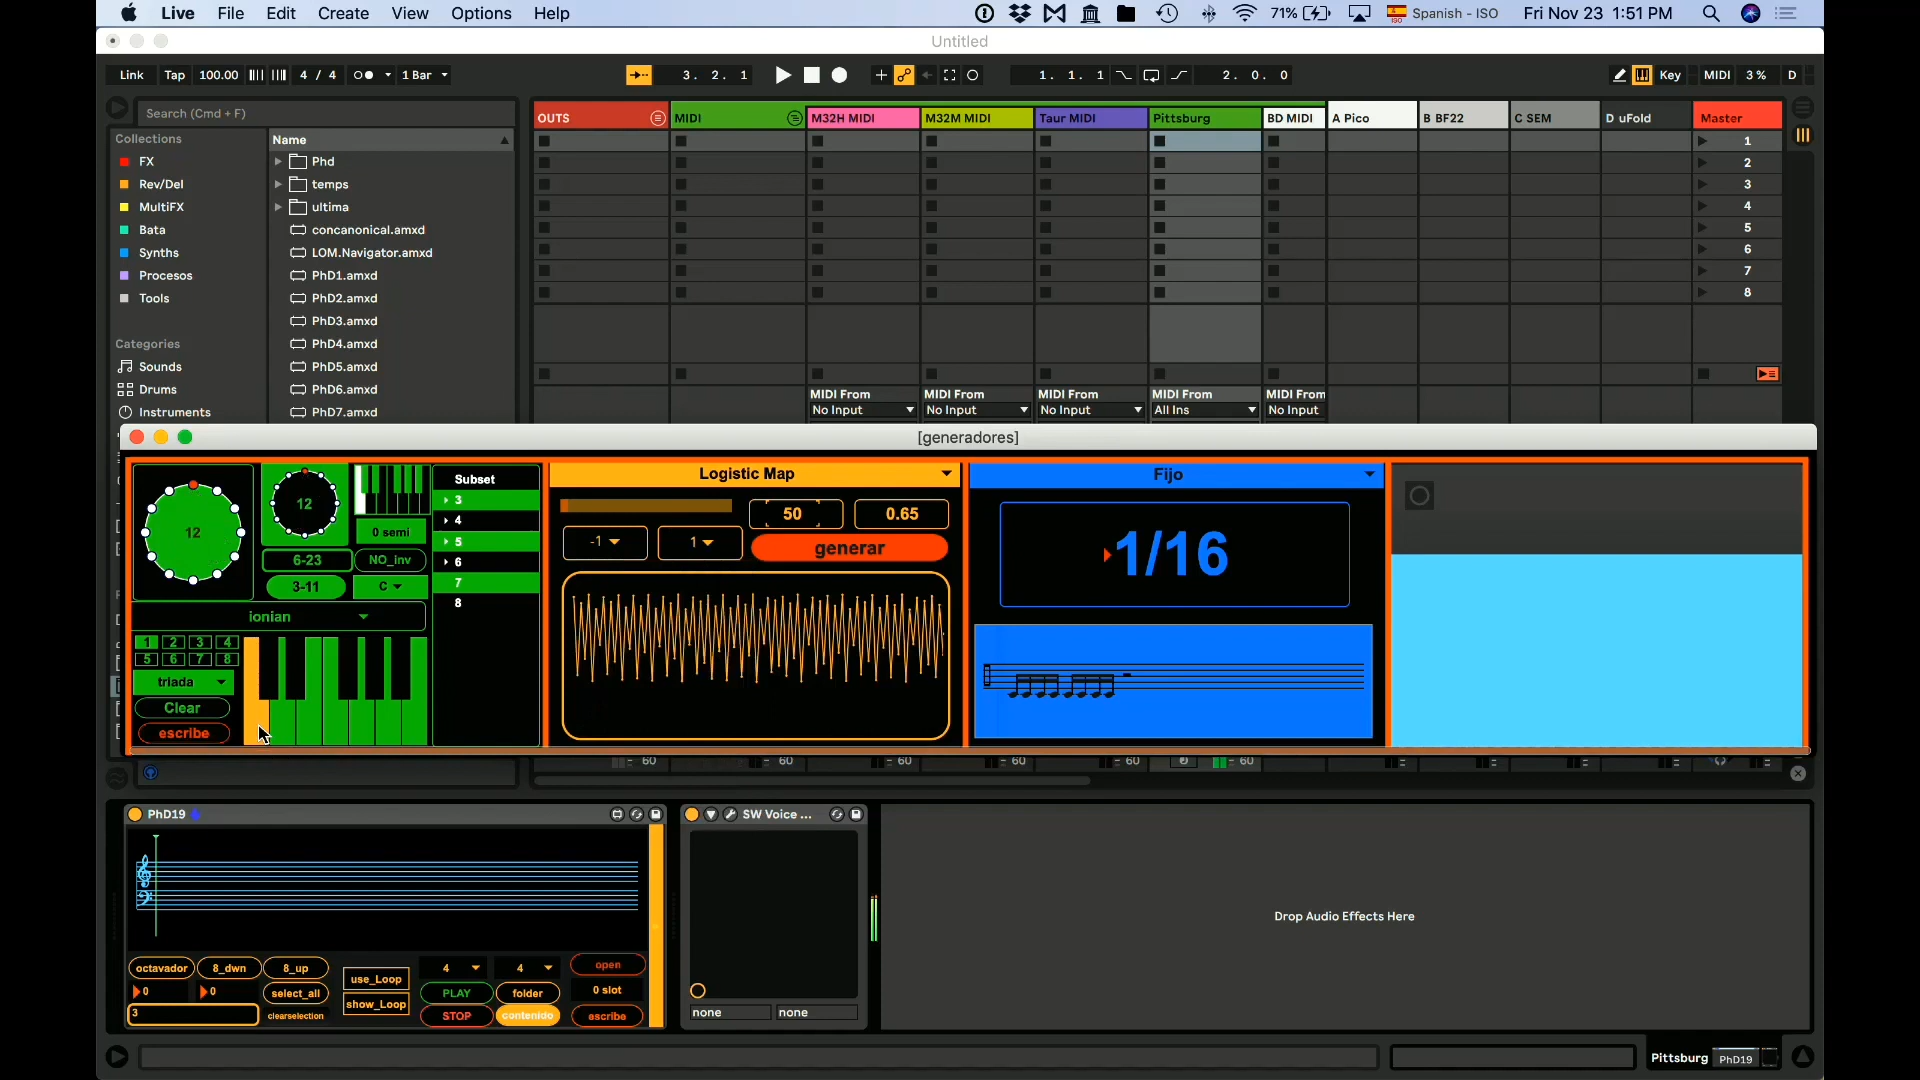 Live File Edit Create View Options Help
71% Spanish - ISO Fri Nov 23 1:51 PM
Untitled
Link Tap 100.00 4 / 4 1 Bar 3. 2. 1 1. 1. 1 2. 0. 0 Key MIDI 3 % D
Search (Cmd + F)
OUTS MIDI M32H MIDI M32M MIDI Taur MIDI Pittsburg BD MIDI A Pico B BF22 C SEM D uFold Master
Collections
FX
Rev/Del
MultiFX
Bata
Synths
Procesos
Tools
Categories
Sounds
Drums
Instruments
Name
Phd
temps
ultima
concanonical.amxd
LOM.Navigator.amxd
PhD1.amxd
PhD2.amxd
PhD3.amxd
PhD4.amxd
PhD5.amxd
PhD6.amxd
PhD7.amxd
1
2
3
4
5
6
7
8
MIDI From MIDI From MIDI From MIDI From MIDI From
No Input No Input No Input All Ins No Input
[generadores]
12
12
0 semi
6-23 NO_inv
3-11 C
ionian
1 2 3 4
5 6 7 8
triada
Clear
escribe
Subset
3
4
5
6
7
8
Logistic Map
50 0.65
-1 1 generar
Fijo
1/16
60 60 60 60 60 60
PhD19
octavador 8_dwn 8_up
0 0 select_all
3 clearselection
use_Loop
show_Loop
4 4 open
PLAY folder 0 slot
STOP contenido escribe
SW Voice ...
none none
Drop Audio Effects Here
Pittsburg PhD19